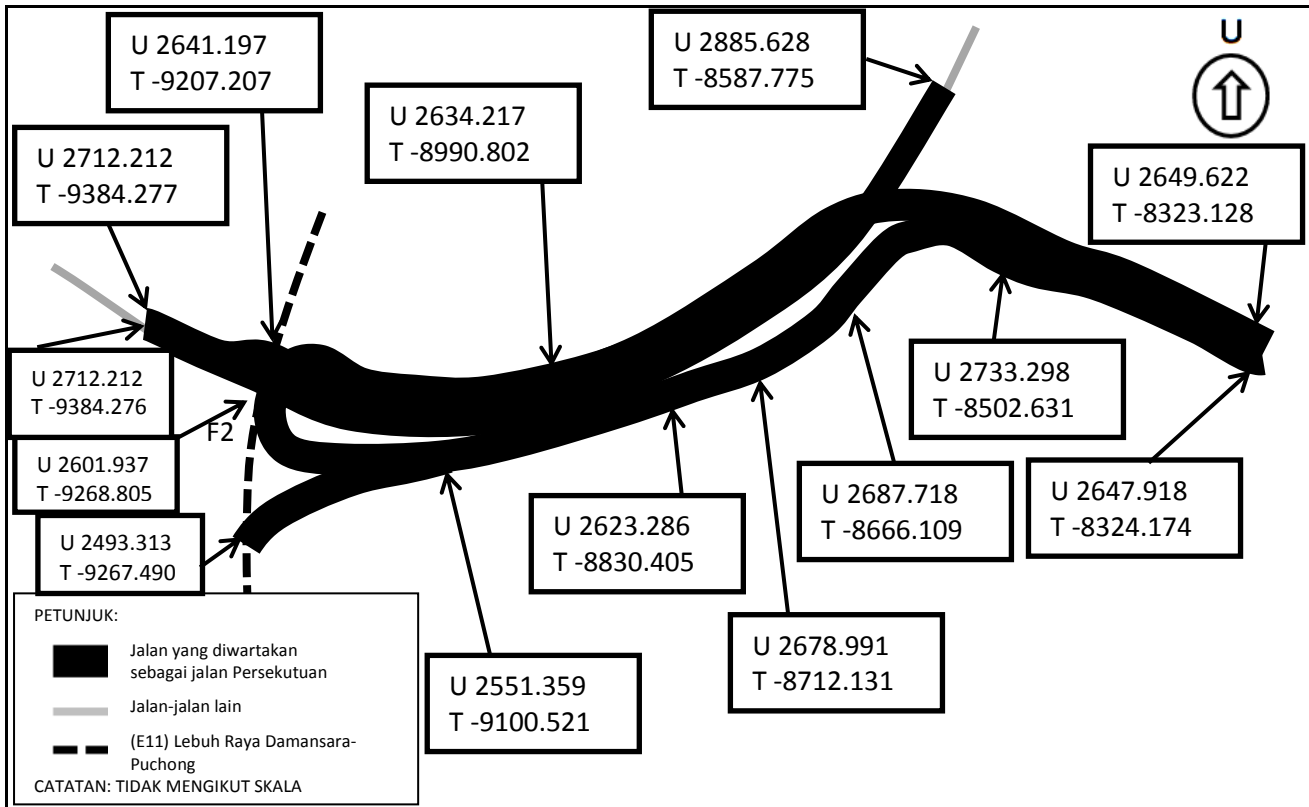 U 2641.197
T -9207.207
U 2885.628
T -8587.775
U
U 2634.217
T -8990.802
U 2712.212
T -9384.277
U 2649.622
T -8323.128
U 2712.212
T -9384.276
F2
U 2733.298
T -8502.631
U 2601.937
T -9268.805
U 2687.718
T -8666.109
U 2647.918
T -8324.174
U 2493.313
T -9267.490
U 2623.286
T -8830.405
U 2678.991
T -8712.131
U 2551.359
T -9100.521
PETUNJUK:
Jalan yang diwartakan
sebagai jalan Persekutuan
Jalan-jalan lain
(E11) Lebuh Raya Damansara-
Puchong
CATATAN: TIDAK MENGIKUT SKALA